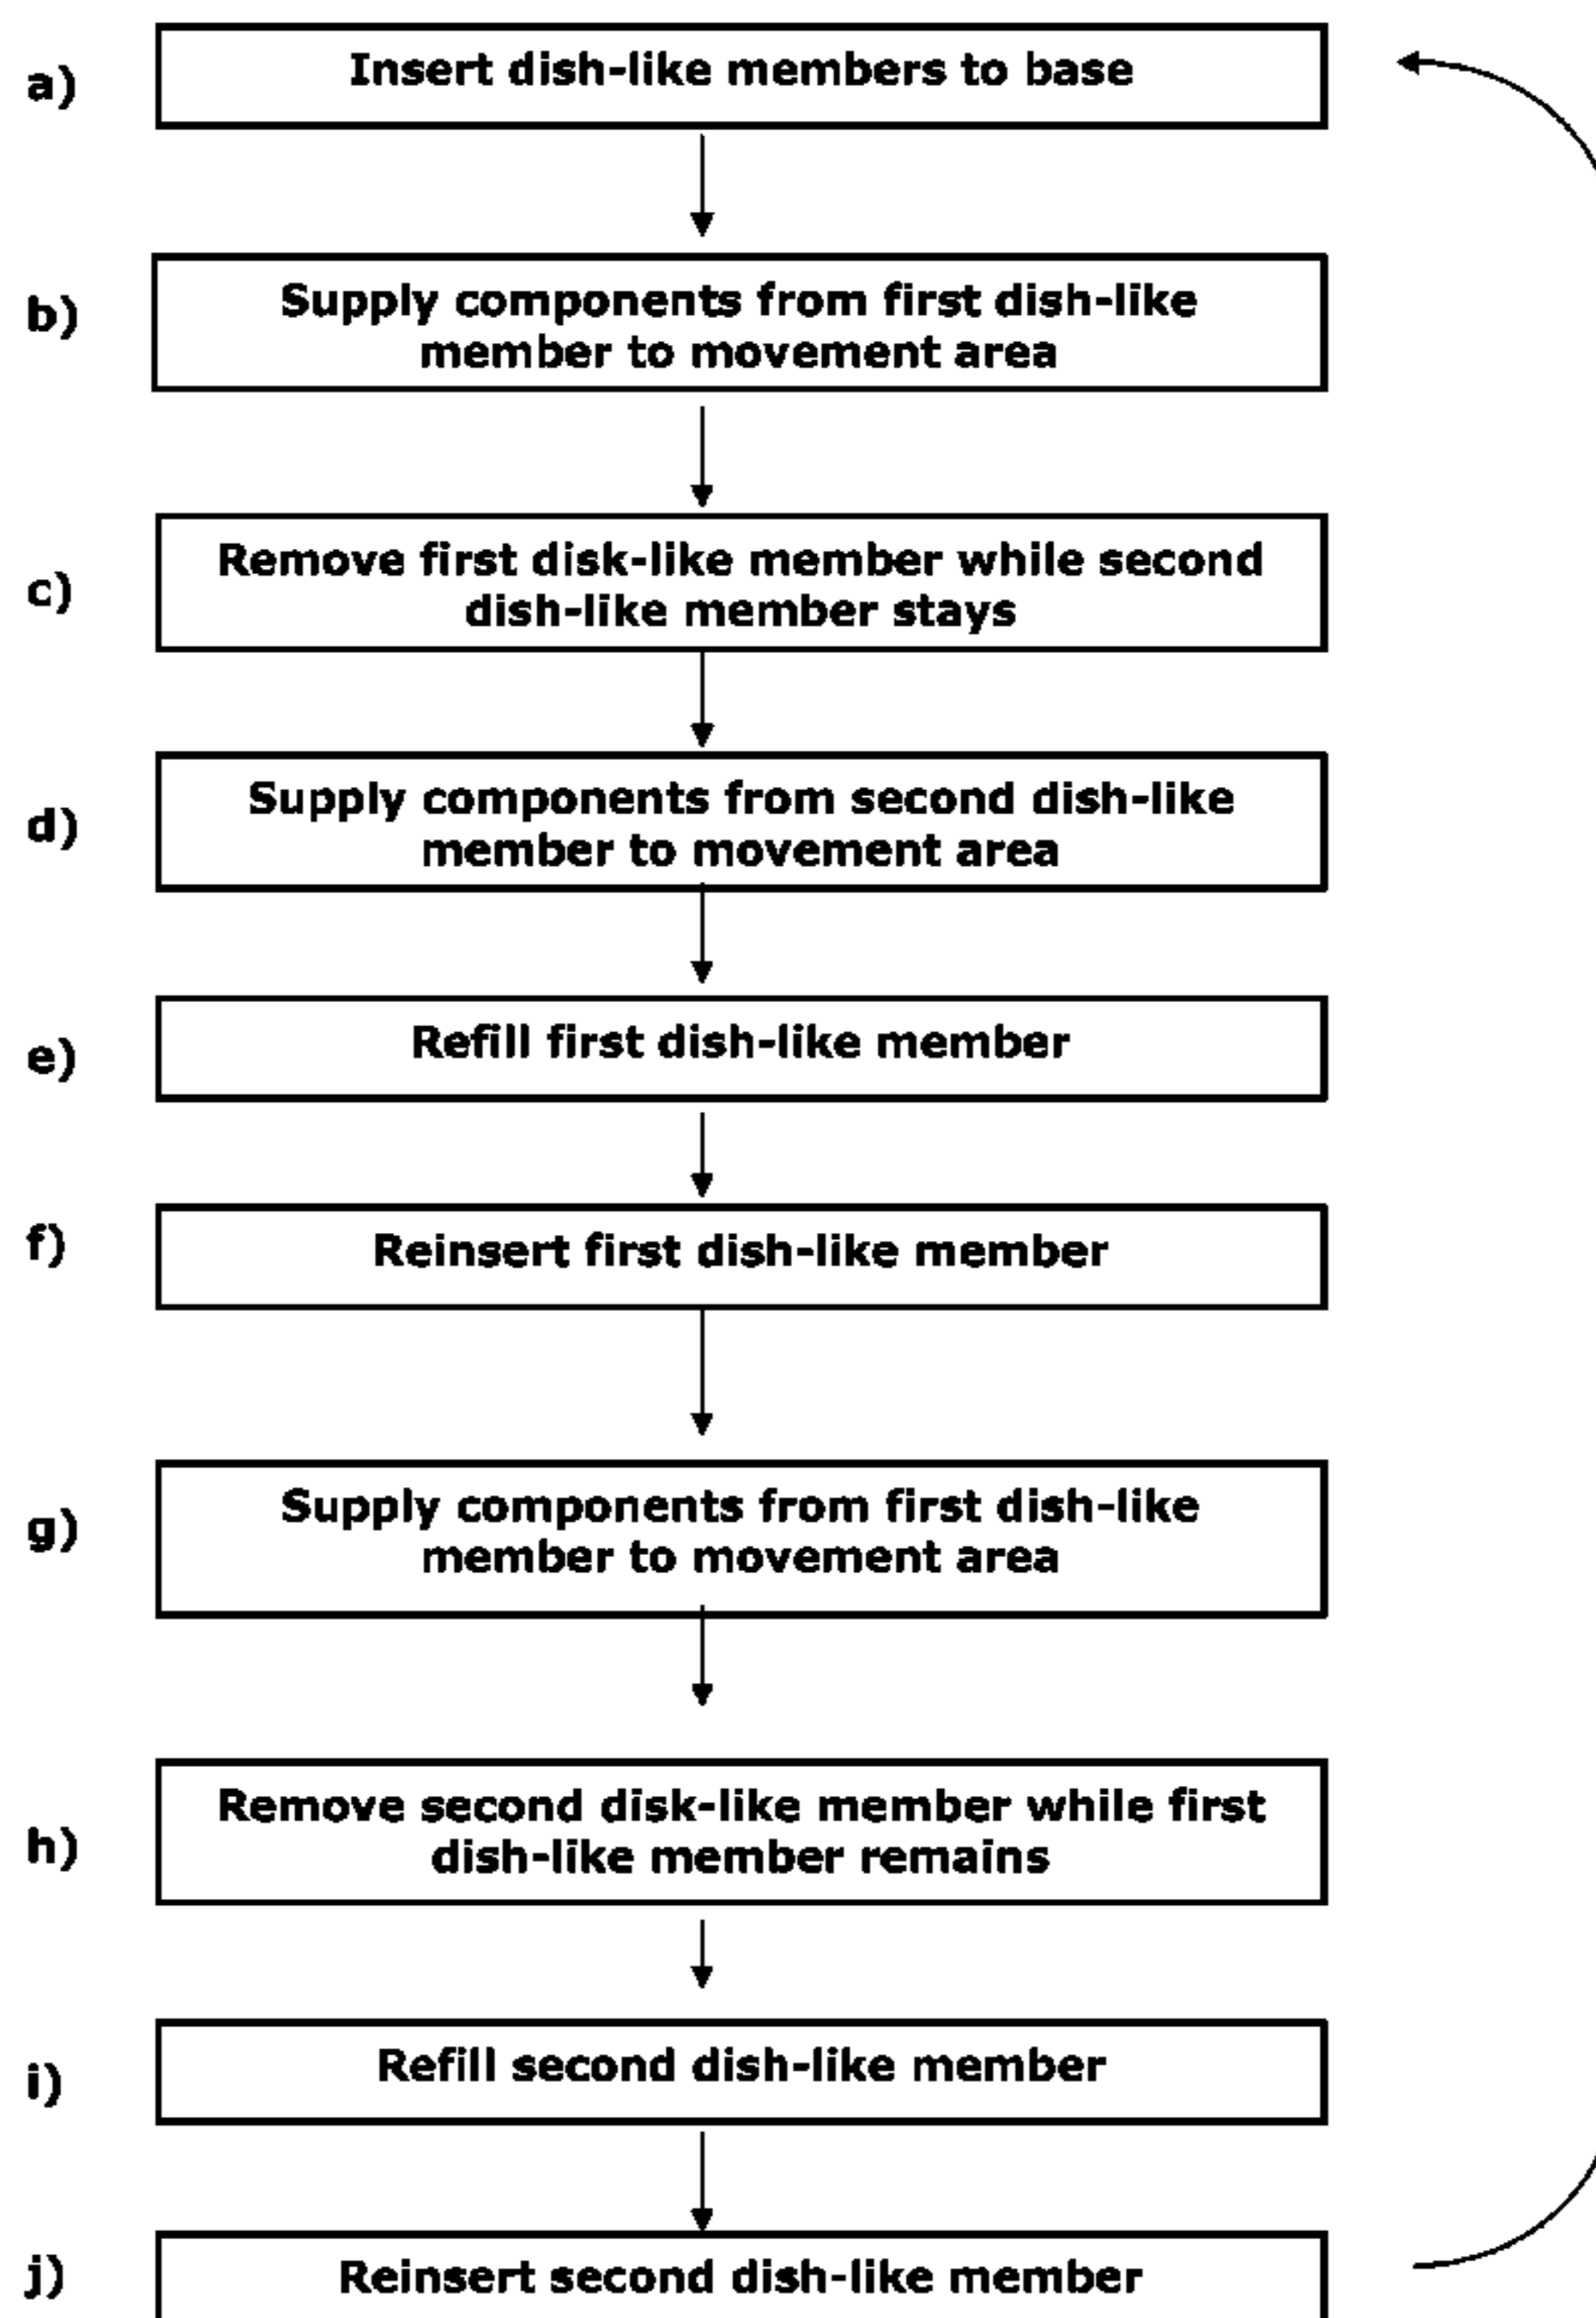 a) Insert dish-like members to base
b) Supply components from first dish-like
member to movement area
c) Remove first disk-like member while second
dish-like member stays
d) Supply components from second dish-like
member to movement area
e) Refill first dish-like member
f) Reinsert first dish-like member
g) Supply components from first dish-like
member to movement area
h) Remove second disk-like member while first
dish-like member remains
i) Refill second dish-like member
j) Reinsert second dish-like member